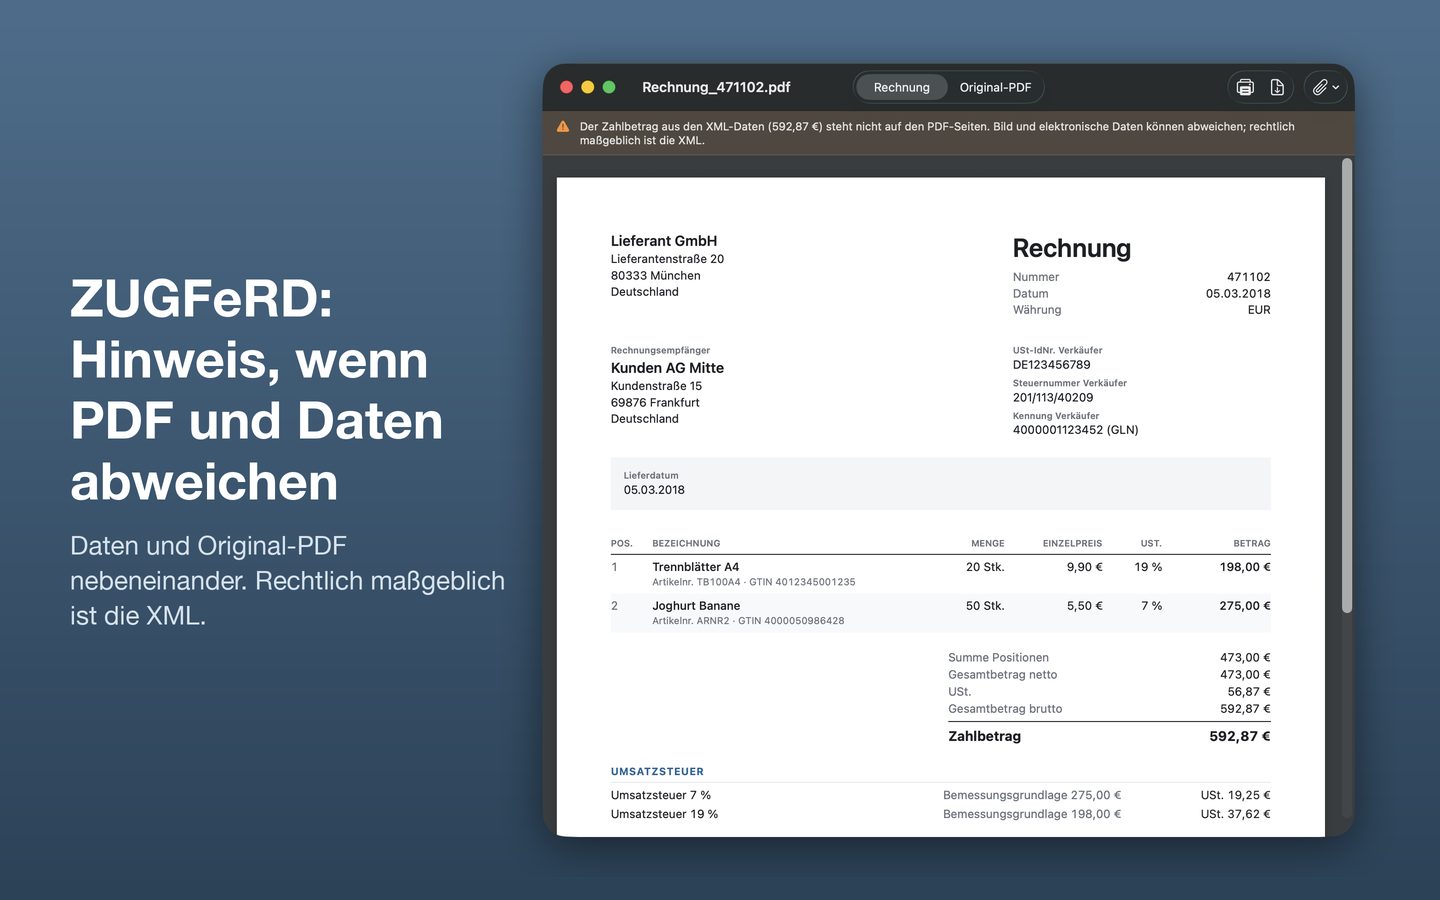 ZUGFeRD:
Hinweis, wenn
PDF und Daten
abweichen
Daten und Original-PDF
nebeneinander. Rechtlich maßgeblich
ist die XML.
Rechnung_471102.pdf
Rechnung
Original-PDF
Der Zahlbetrag aus den XML-Daten (592,87 €) steht nicht auf den PDF-Seiten. Bild und elektronische Daten können abweichen; rechtlich
maßgeblich ist die XML.
Lieferant GmbH
Lieferantenstraße 20
80333 München
Deutschland
Rechnung
Nummer 471102
Datum 05.03.2018
Währung EUR
Rechnungsempfänger
Kunden AG Mitte
Kundenstraße 15
69876 Frankfurt
Deutschland
USt-IdNr. Verkäufer
DE123456789
Steuernummer Verkäufer
201/113/40209
Kennung Verkäufer
4000001123452 (GLN)
Lieferdatum
05.03.2018
POS. BEZEICHNUNG MENGE EINZELPREIS UST. BETRAG
1 Trennblätter A4 20 Stk. 9,90 € 19 % 198,00 €
Artikelnr. TB100A4 · GTIN 4012345001235
2 Joghurt Banane 50 Stk. 5,50 € 7 % 275,00 €
Artikelnr. ARNR2 · GTIN 4000050986428
Summe Positionen 473,00 €
Gesamtbetrag netto 473,00 €
USt. 56,87 €
Gesamtbetrag brutto 592,87 €
Zahlbetrag 592,87 €
UMSATZSTEUER
Umsatzsteuer 7 % Bemessungsgrundlage 275,00 € USt. 19,25 €
Umsatzsteuer 19 % Bemessungsgrundlage 198,00 € USt. 37,62 €